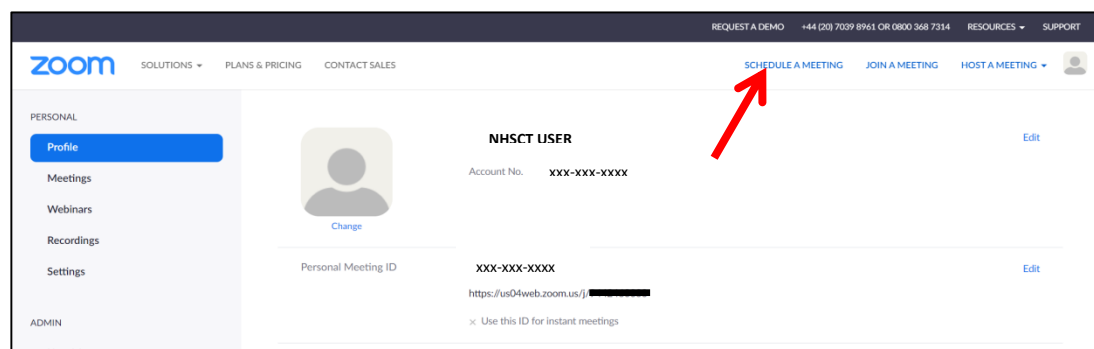 REQUEST A DEMO +44 (20) 7039 8961 OR 0800 368 7314 RESOURCES SUPPORT
zoom SOLUTIONS PLANS & PRICING CONTACT SALES SCHEDULE A MEETING JOIN A MEETING HOST A MEETING
PERSONAL
Profile
Meetings
Webinars
Recordings
Settings
ADMIN
Change
NHSCT USER
Edit
Account No. xxx-xxx-xxxx
Personal Meeting ID xxx-xxx-xxxx Edit
https://us04web.zoom.us/j/
× Use this ID for instant meetings